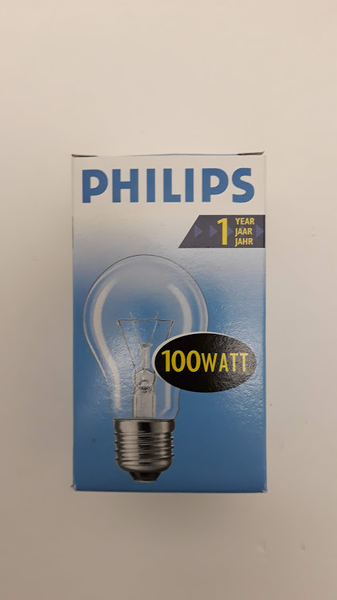 PHILIPS
1 YEAR
JAAR
JAHR
100WATT